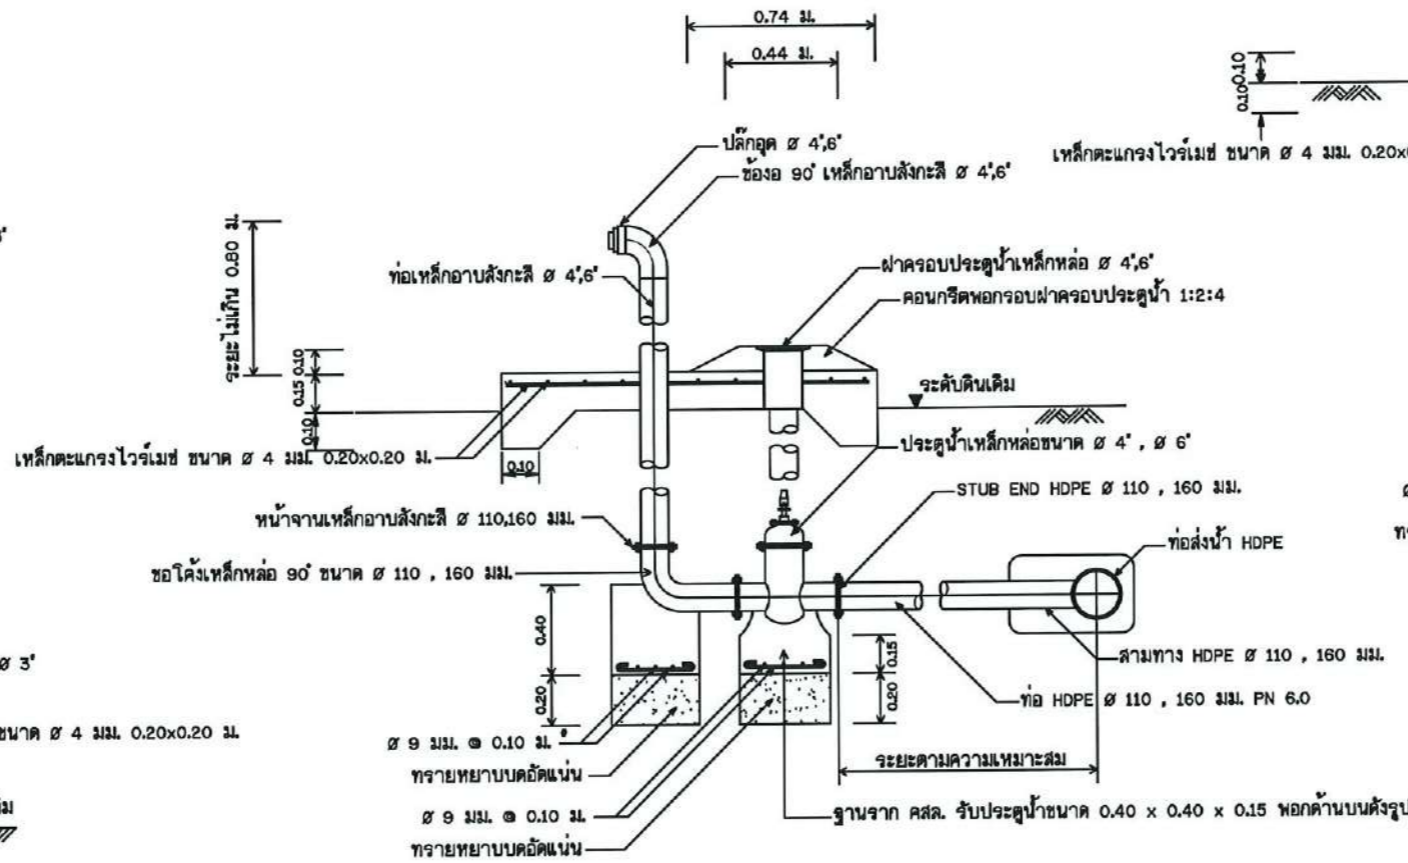 0.74 ม.
0.44 ม.
0.10
0.10
ปลั๊กอุด Ø 4",6"
ข้องอ 90° เหล็กอาบสังกะสี Ø 4",6"
เหล็กตะแกรงไวร์เมช ขนาด Ø 4 มม.
ระยะไม่เกิน 0.80 ม.
ท่อเหล็กอาบสังกะสี Ø 4",6"
ฝาครอบประตูน้ำเหล็กหล่อ Ø 4",6"
คอนกรีตพอกรอบฝาครอบประตูน้ำ 1:2:4
0.10
0.15
0.10
ระดับดินเดิม
เหล็กตะแกรงไวร์เมช ขนาด Ø 4 มม. 0.20x0.20 ม.
0.10
ประตูน้ำเหล็กหล่อขนาด Ø 4" , Ø 6"
STUB END HDPE Ø 110 , 160 มม.
หน้าจานเหล็กอาบสังกะสี Ø 110,160 มม.
ท่อส่งน้ำ HDPE
ขอโค้งเหล็กหล่อ 90° ขนาด Ø 110 , 160 มม.
0.40
0.15
Ø 3"
สามทาง HDPE Ø 110 , 160 มม.
0.20
0.20
ท่อ HDPE Ø 110 , 160 มม. PN 6.0
ขนาด Ø 4 มม. 0.20x0.20 ม.
Ø 9 มม. @ 0.10 ม.
ระยะตามความเหมาะสม
ทรายหยาบบดอัดแน่น
Ø 9 มม. @ 0.10 ม.
ฐานราก คสล. รับประตูน้ำขนาด 0.40 x 0.40 x 0.15 พอกด้านบนดังรูป
ทรายหยาบบดอัดแน่น